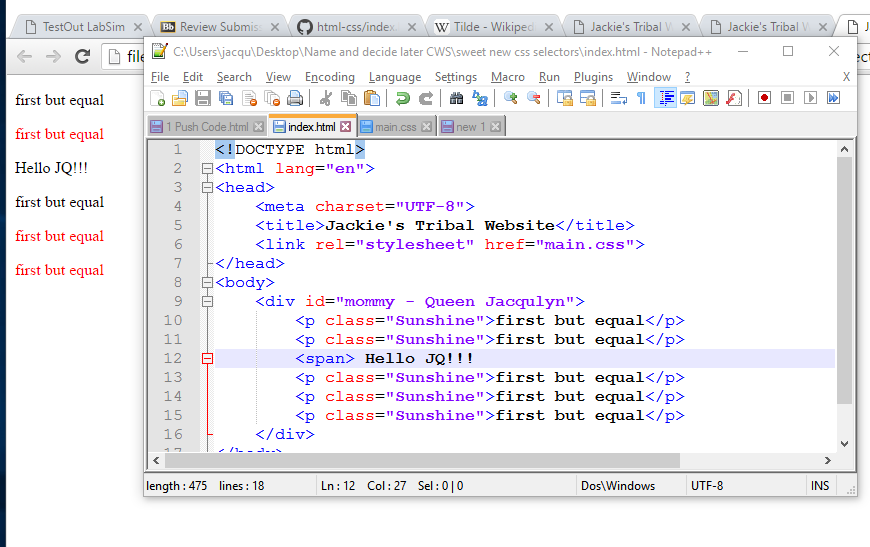 TestOut LabSim
Review Submis
html-css/index.
Tilde - Wikiped
Jackie's Tribal W
Jackie's Tribal W
J
file
C:\Users\jacqu\Desktop\Name and decide later CWS\sweet new css selectors\index.html - Notepad++
File Edit Search View Encoding Language Settings Macro Run Plugins Window ? X
1 Push Code.html index.html main.css new 1
first but equal
first but equal
Hello JQ!!!
first but equal
first but equal
first but equal
1 <!DOCTYPE html>
2 <html lang="en">
3 <head>
4 <meta charset="UTF-8">
5 <title>Jackie's Tribal Website</title>
6 <link rel="stylesheet" href="main.css">
7 </head>
8 <body>
9 <div id="mommy - Queen Jacqulyn">
10 <p class="Sunshine">first but equal</p>
11 <p class="Sunshine">first but equal</p>
12 <span> Hello JQ!!!
13 <p class="Sunshine">first but equal</p>
14 <p class="Sunshine">first but equal</p>
15 <p class="Sunshine">first but equal</p>
16 </div>
17 </body>
length : 475 lines : 18 Ln : 12 Col : 27 Sel : 0 | 0 Dos\Windows UTF-8 INS